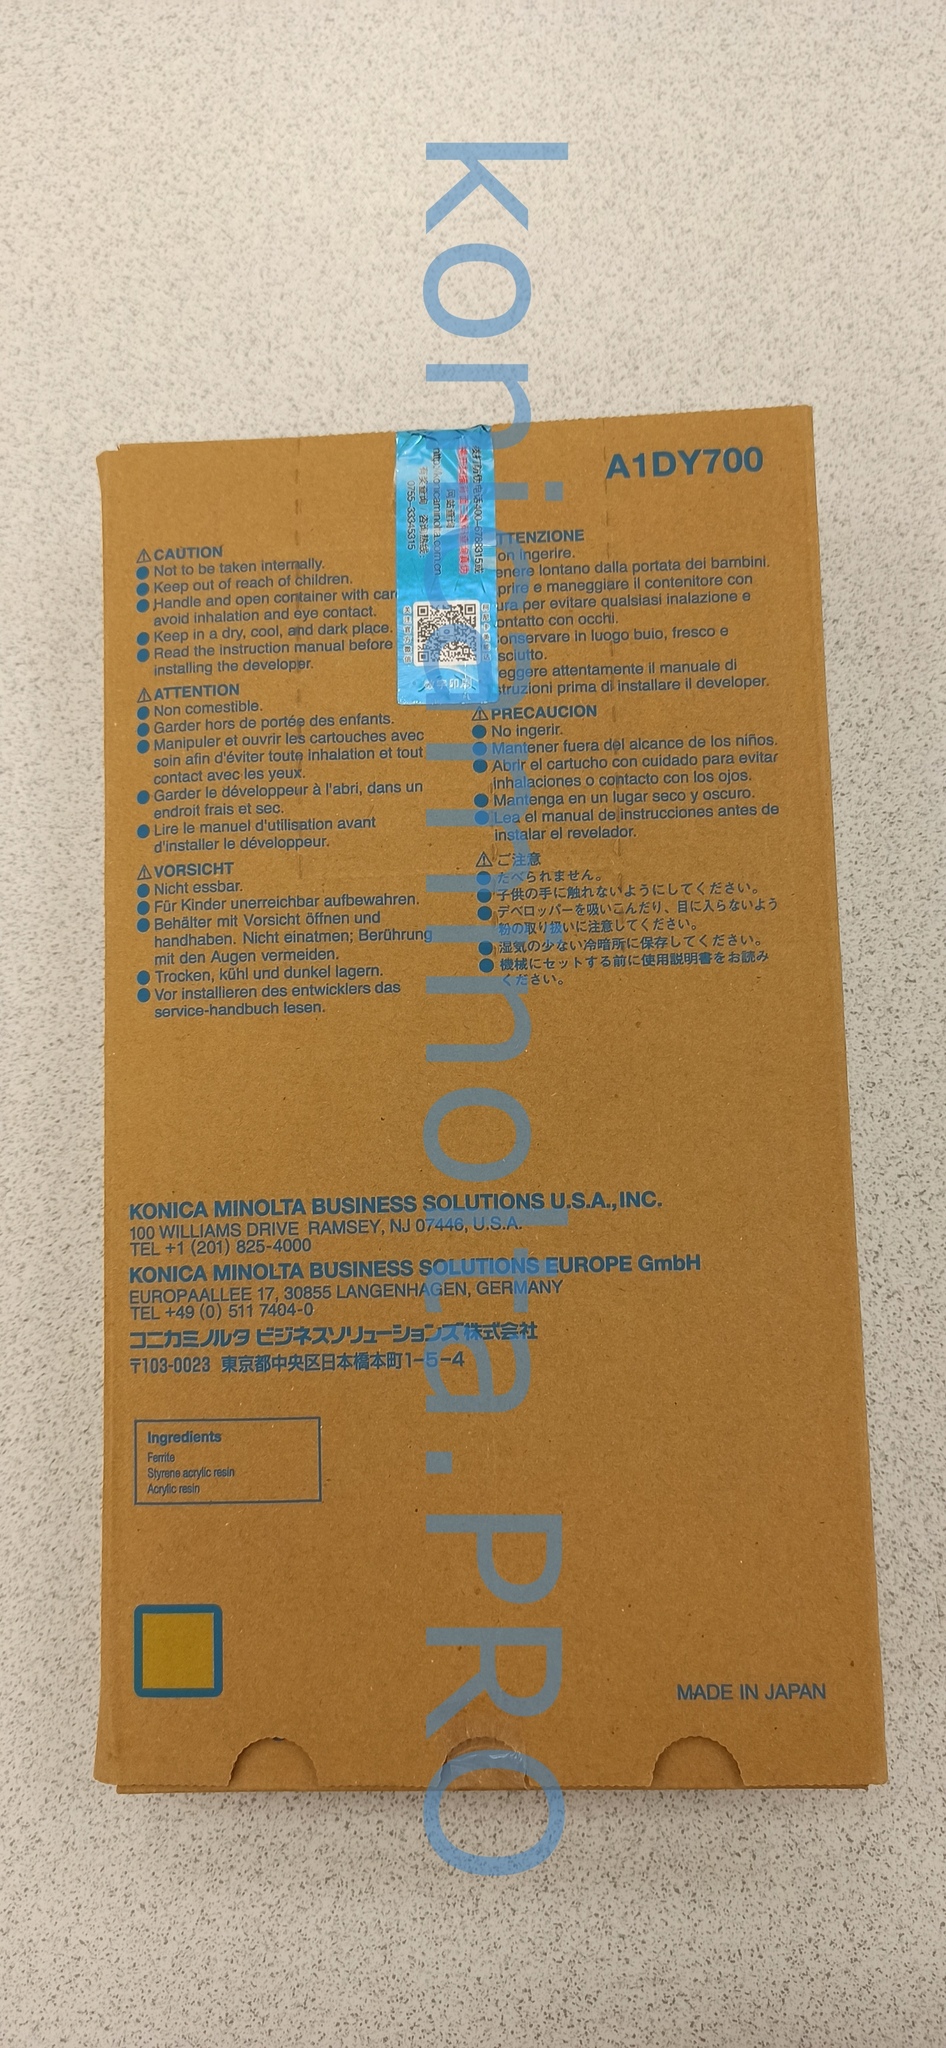 A1DY700
CAUTION
Not to be taken internally.
Keep out of reach of children.
Handle and open container with
avoid inhalation and eye contact.
Keep in a dry, cool, and dark place.
Read the instruction manual before
installing the developer.
ATTENTION
Non comestible.
Garder hors de portée des enfants.
Manipuler et ouvrir les cartouches avec
soin afin d'éviter toute inhalation et tout
contact avec les yeux.
Garder le développeur à l'abri, dans un
endroit frais et sec.
Lire le manuel d'utilisation avant
d'installer le développeur.
VORSICHT
Nicht essbar.
Für Kinder unerreichbar aufbewahren.
Behälter mit Vorsicht öffnen und
handhaben. Nicht einatmen; Berührung
mit den Augen vermeiden.
Trocken, kühl und dunkel lagern.
Vor installieren des entwicklers das
service-handbuch lesen.
TTENZIONE
on ingerire.
enere lontano dalla portata dei bambini.
prire e maneggiare il contenitore con
ura per evitare qualsiasi inalazione e
ontatto con occhi.
onservare in luogo buio, fresco e
sciutto.
eggere attentamente il manuale di
struzioni prima di installare il developer.
PRECAUCION
No ingerir.
Mantener fuera del alcance de los niños.
Abrir el cartucho con cuidado para evitar
inhalaciones o contacto con los ojos.
Mantenga en un lugar seco y oscuro.
Lea el manual de instrucciones antes de
instalar el revelador.
ご注意
たべられません。
子供の手に触れないようにしてください。
デベロッパーを吸いこんだり、目に入らないよう
粉の取り扱いに注意してください。
湿気の少ない冷暗所に保存してください。
機械にセットする前に使用説明書をお読み
ください。
http://konicaminolta.com.cn
0755-33345315
KONICA MINOLTA BUSINESS SOLUTIONS U.S.A.,INC.
100 WILLIAMS DRIVE RAMSEY, NJ 07446, U.S.A.
TEL +1 (201) 825-4000
KONICA MINOLTA BUSINESS SOLUTIONS EUROPE GmbH
EUROPAALLEE 17, 30855 LANGENHAGEN, GERMANY
TEL +49 (0) 511 7404-0
コニカミノルタ ビジネスソリューションズ株式会社
〒103-0023 東京都中央区日本橋本町1-5-4
Ingredients
Ferrite
Styrene acrylic resin
Acrylic resin
MADE IN JAPAN
konicaminolta.PRO